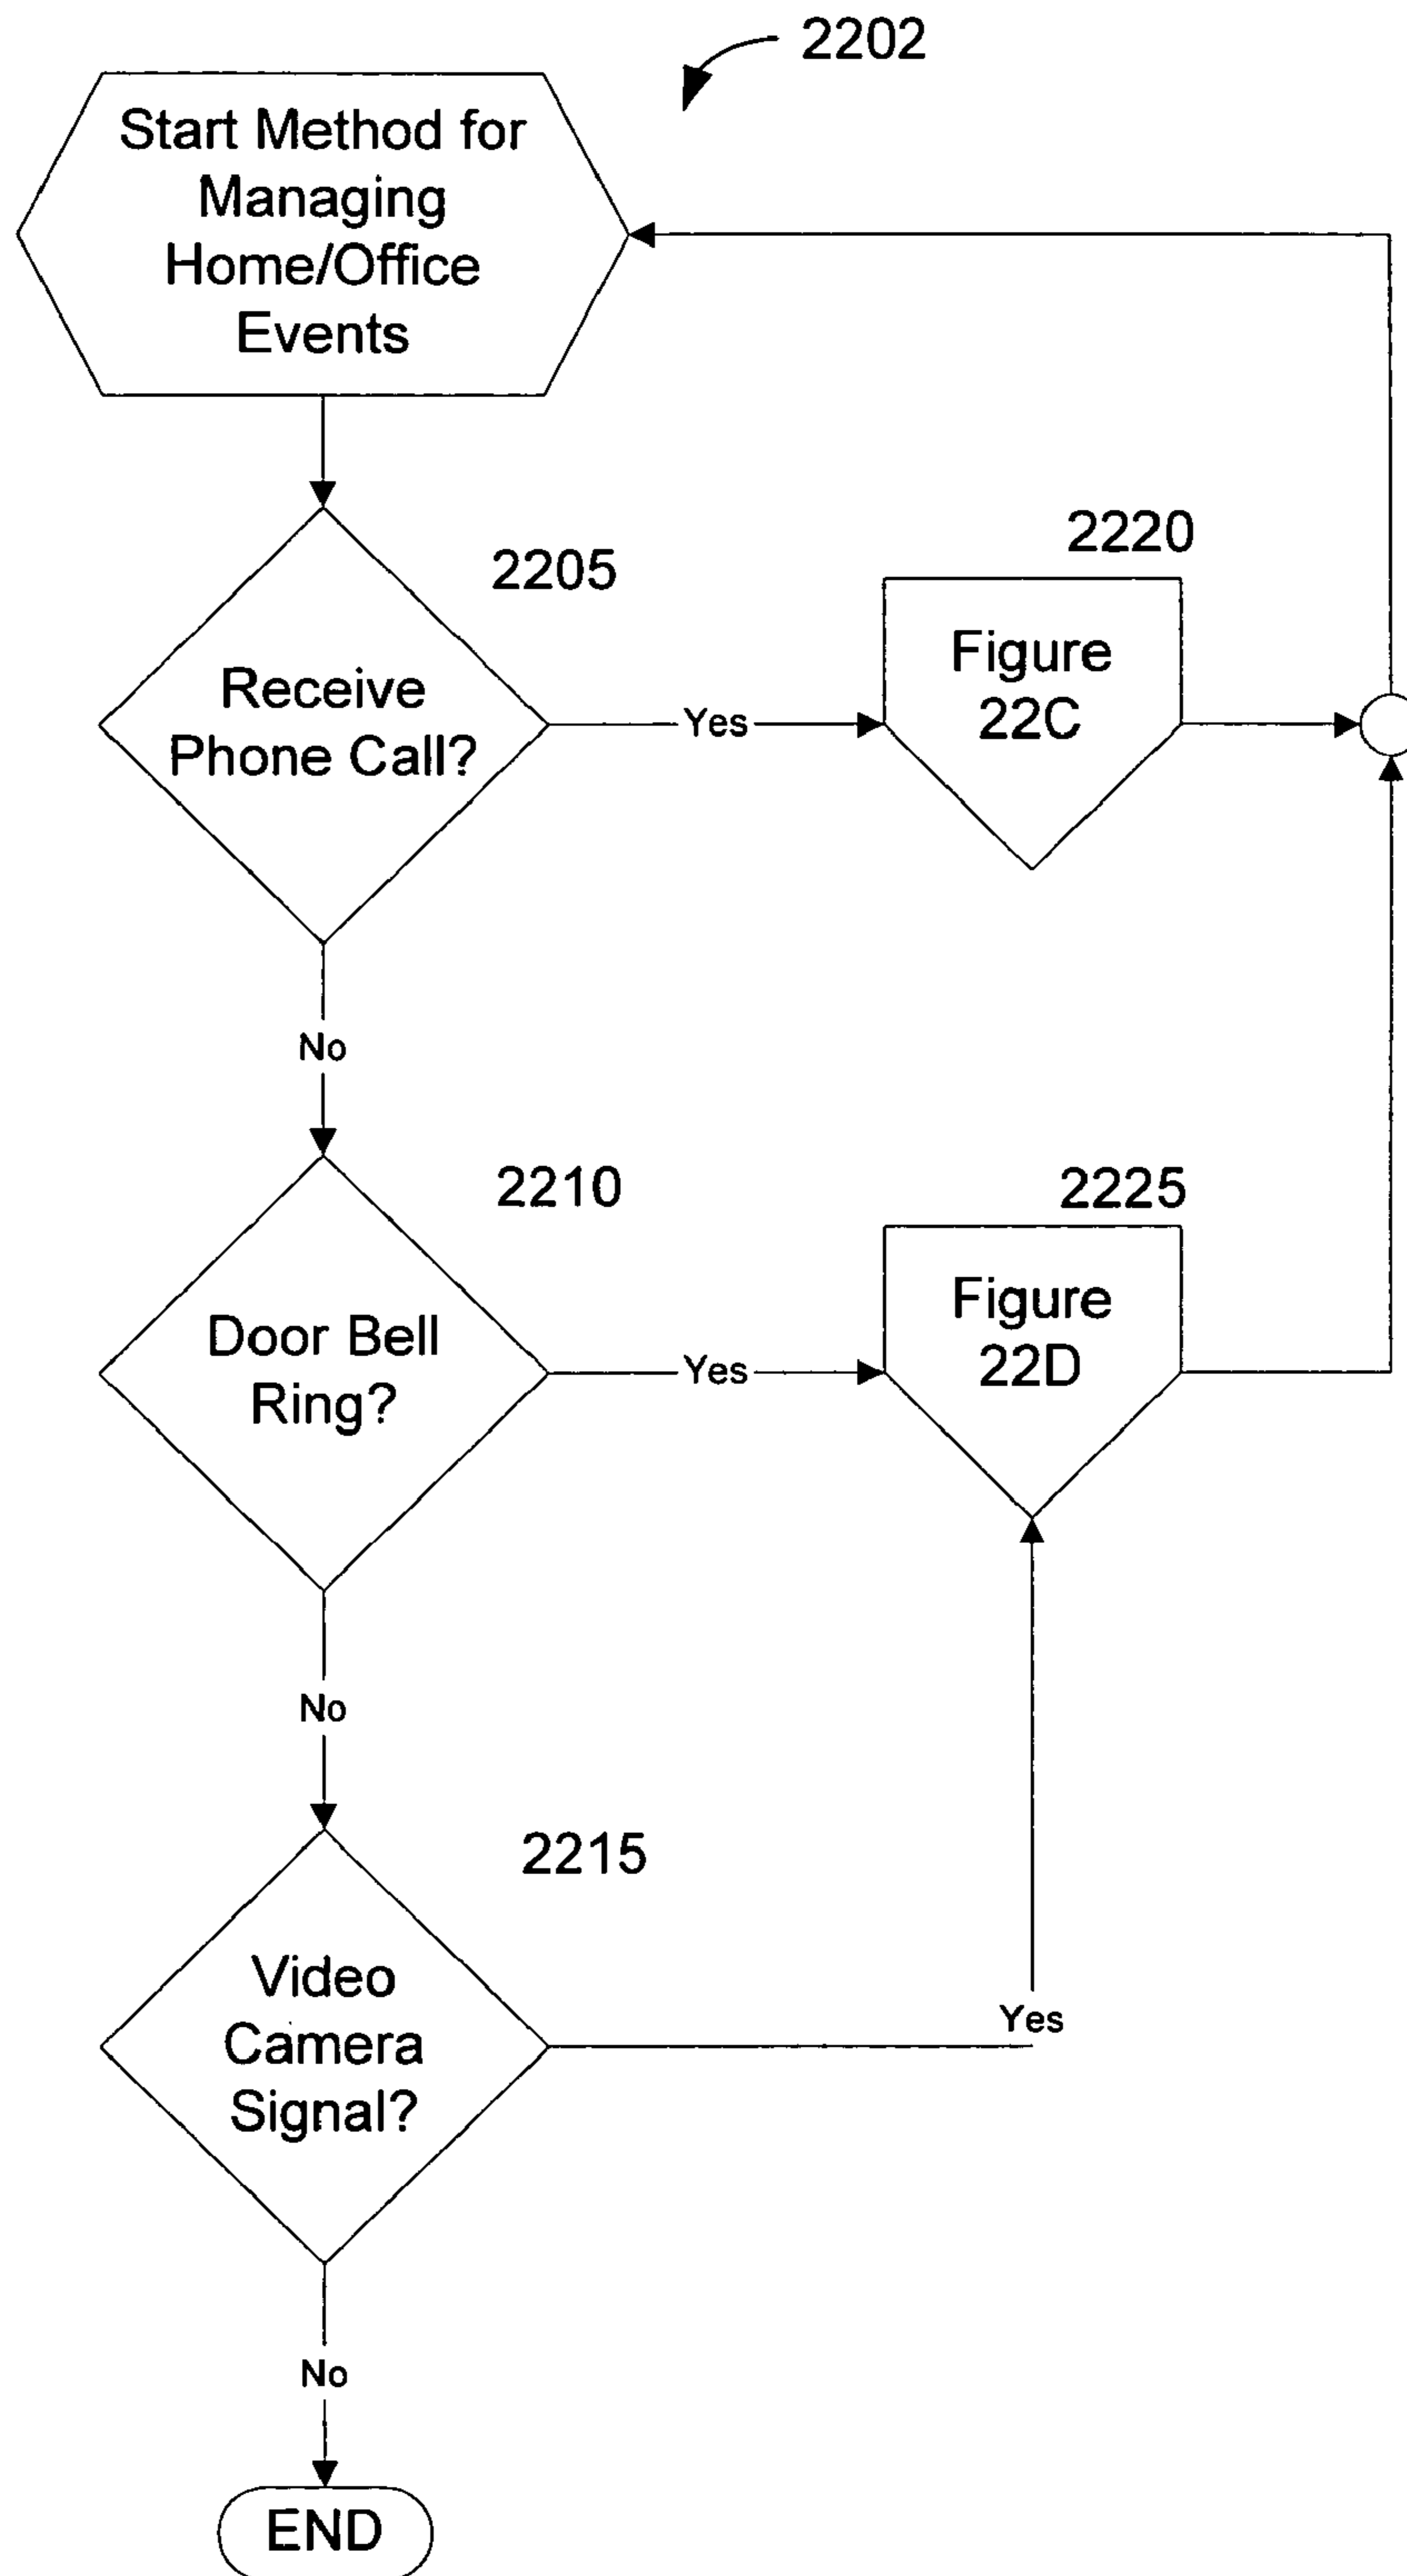 2202
Start Method for
Managing
Home/Office
Events
2205
2220
Receive
Phone Call?
Yes
Figure
22C
No
2210
2225
Door Bell
Ring?
Yes
Figure
22D
No
2215
Video
Camera
Signal?
Yes
No
END